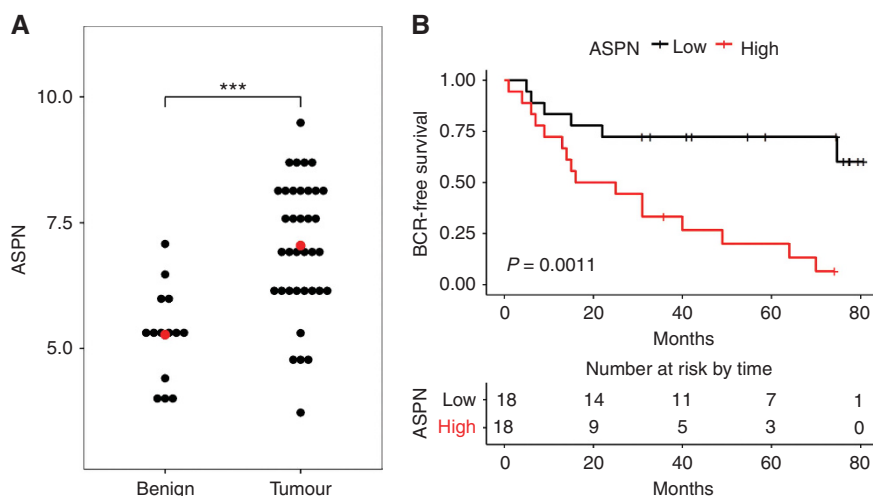 A
ASPN
10.0
7.5
5.0
***
Benign Tumour
B
ASPN Low High
BCR-free survival
1.00
0.75
0.50
0.25
0.00
P = 0.0011
0 20 40 60 80
Months
Number at risk by time
ASPN
Low 18 14 11 7 1
High 18 9 5 3 0
0 20 40 60 80
Months